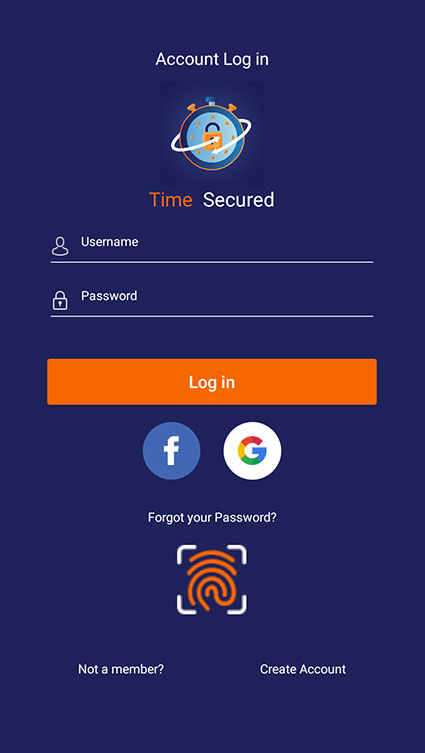 Account Log in
Time Secured
Username
Password
Log in
Forgot your Password?
Not a member? Create Account